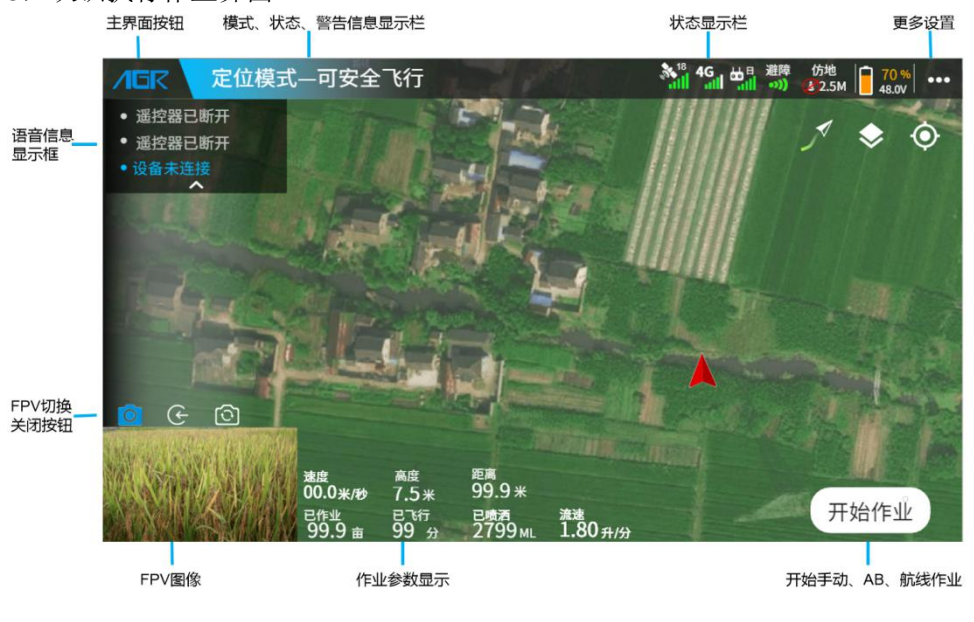 主界面按钮
模式、状态、警告信息显示栏
状态显示栏
更多设置
AGR
定位模式—可安全飞行
18
4G
日
避障
仿地
2.5M
70 %
48.0V
遥控器已断开
遥控器已断开
设备未连接
语音信息
显示框
FPV切换
关闭按钮
速度
00.0米/秒
高度
7.5米
距离
99.9米
已作业
99.9 亩
已飞行
99 分
已喷洒
2799 ML
流速
1.80 升/分
开始作业
FPV图像
作业参数显示
开始手动、AB、航线作业